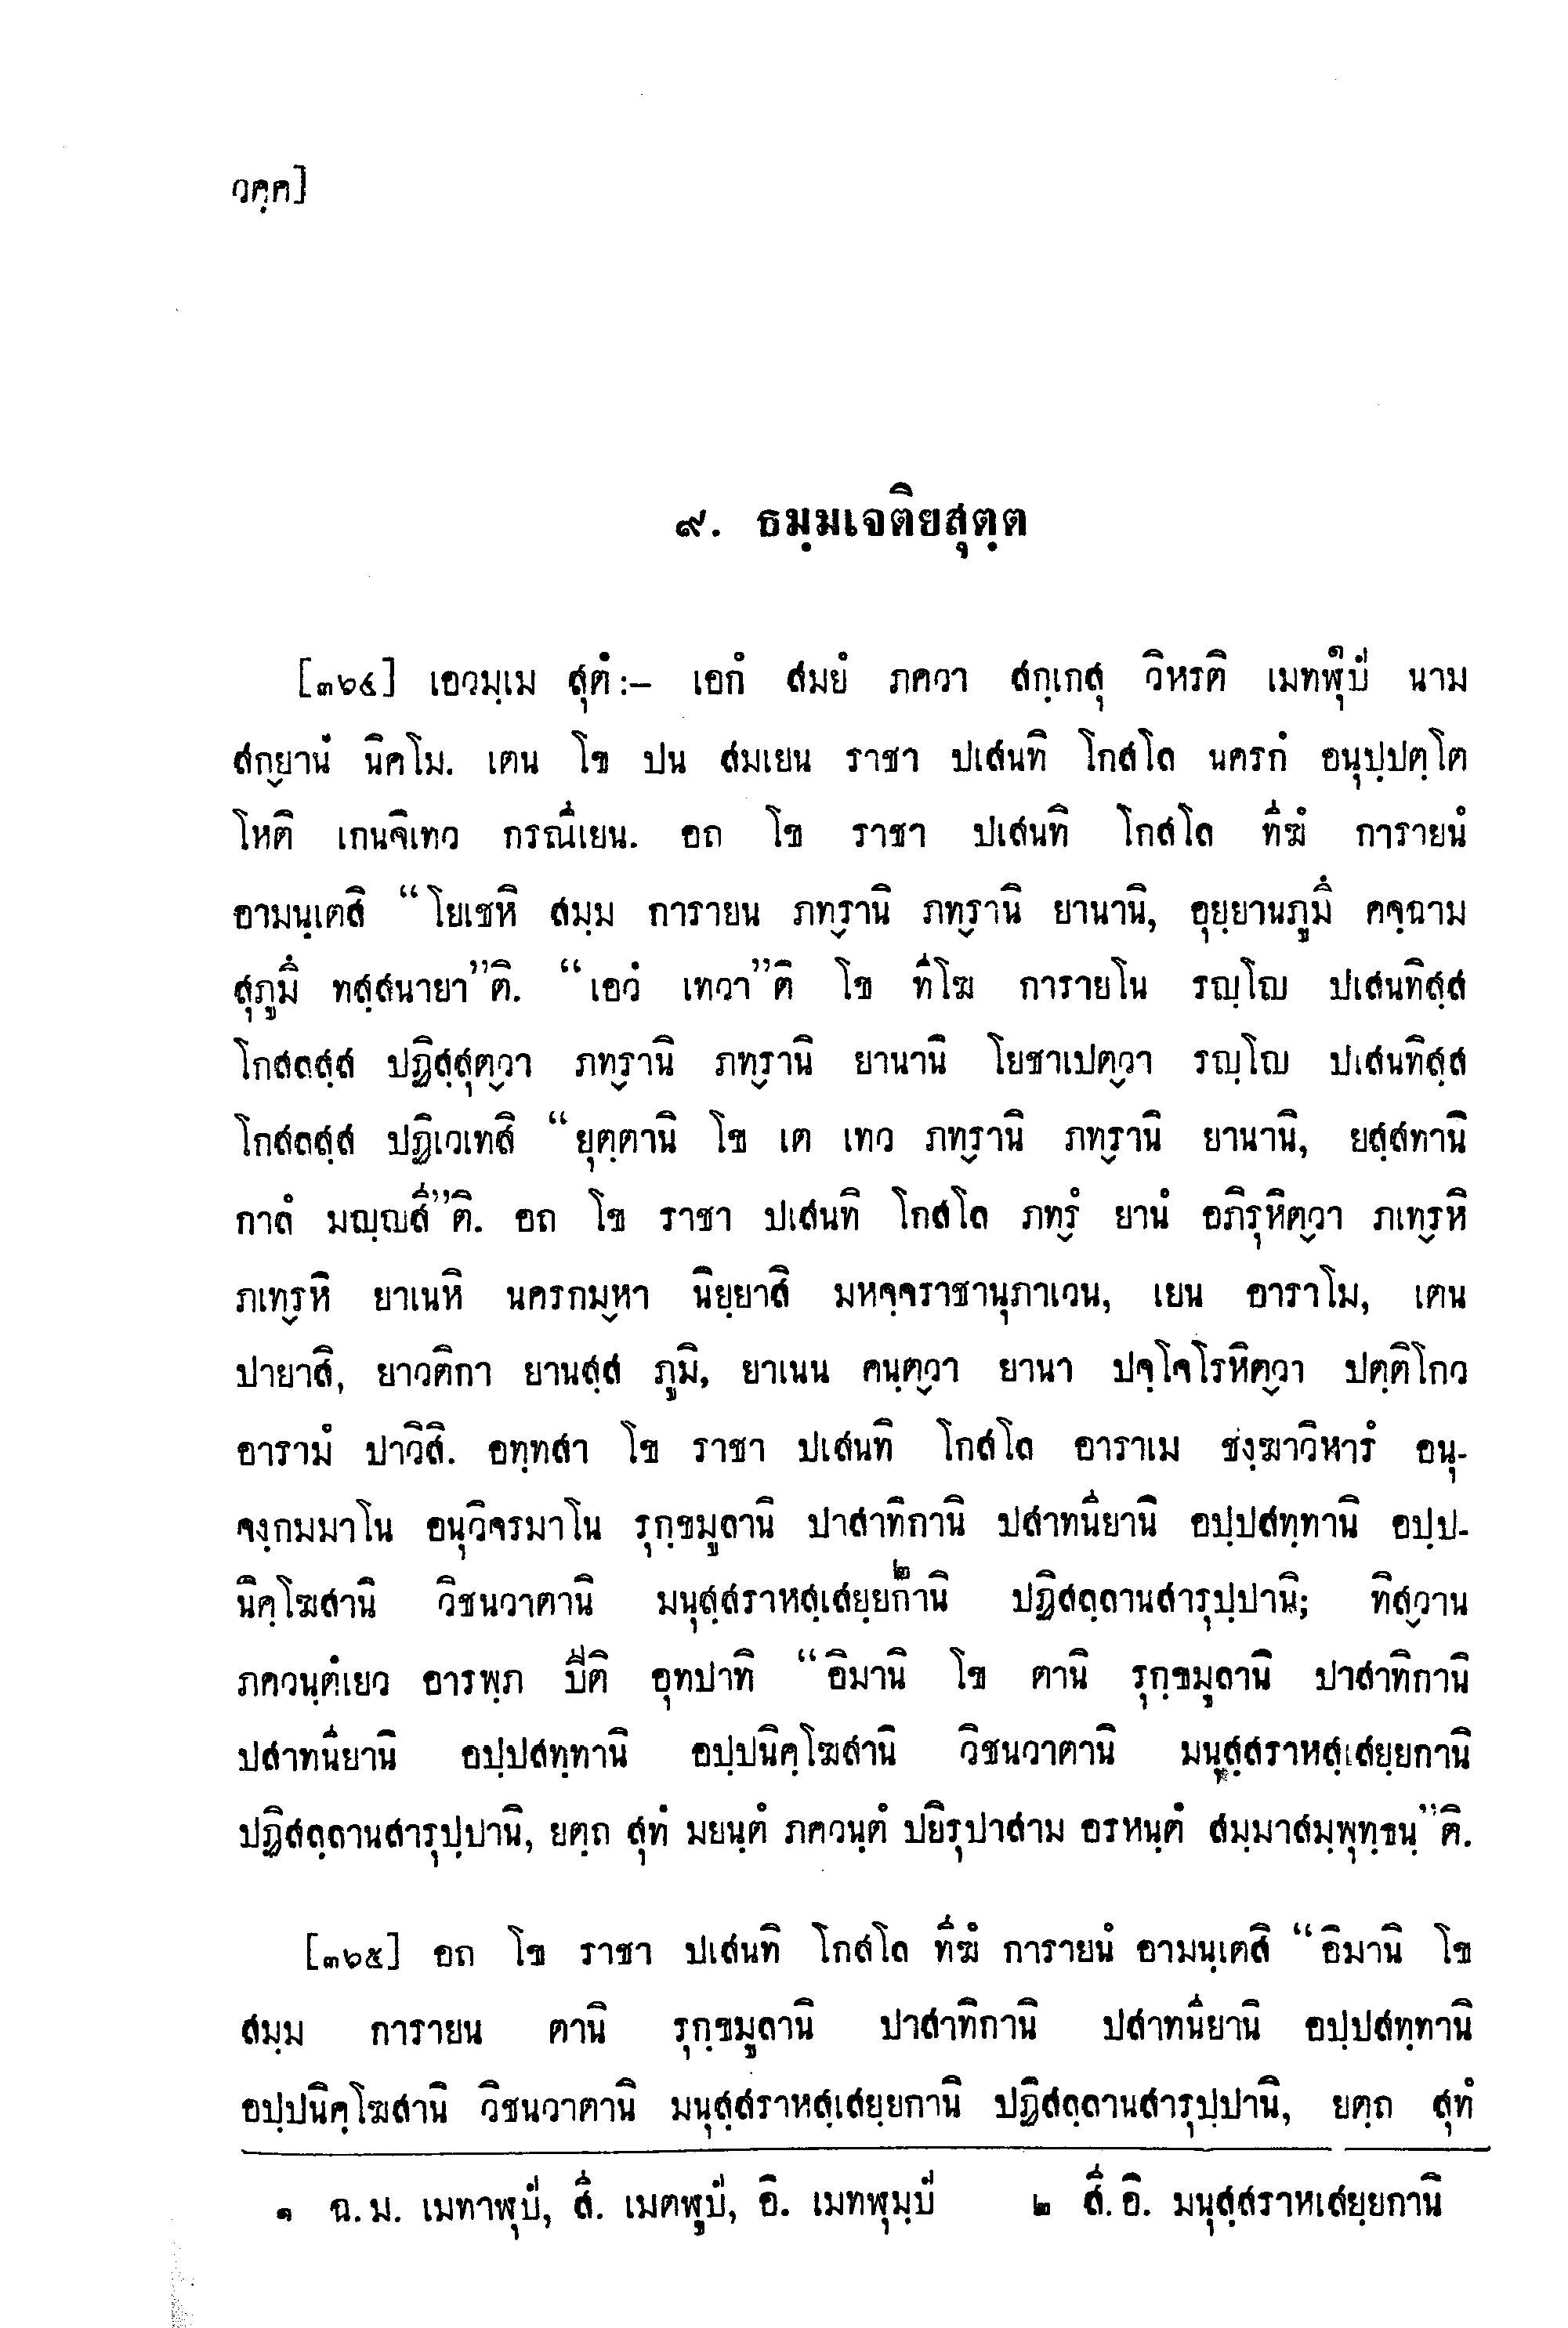 วคฺค]
๙. ธมฺมเจติยสุตฺต
[๓๖๔] เอวมฺเม สุตํ:– เอกํ สมยํ ภควา สกฺเกสุ วิหรติ เมทฬุปํ๑ นาม
สกฺยานํ นิคโม. เตน โข ปน สมเยน ราชา ปเสนทิ โกสโล นครกํ อนุปฺปตฺโต
โหติ เกนจิเทว กรณีเยน. อถ โข ราชา ปเสนทิ โกสโล ทีฆํ การายนํ
อามนฺเตสิ “โยเชหิ สมฺม การายน ภทฺรานิ ภทฺรานิ ยานานิ, อุยฺยานภูมึ คจฺฉาม
สุภูมึ ทสฺสนายา”ติ. “เอวํ เทวา”ติ โข ทีโฆ การายโน รญฺโญ ปเสนทิสฺส
โกสลสฺส ปฏิสฺสุตฺวา ภทฺรานิ ภทฺรานิ ยานานิ โยชาเปตฺวา รญฺโญ ปเสนทิสฺส
โกสลสฺส ปฏิเวเทสิ “ยุตฺตานิ โข เต เทว ภทฺรานิ ภทฺรานิ ยานานิ, ยสฺสทานิ
กาลํ มญฺญสี”ติ. อถ โข ราชา ปเสนทิ โกสโล ภทฺรํ ยานํ อภิรุหิตฺวา ภเทฺรหิ
ภเทฺรหิ ยาเนหิ นครกมฺหา นิยฺยาสิ มหจฺจราชานุภาเวน, เยน อาราโม, เตน
ปายาสิ, ยาวติกา ยานสฺส ภูมิ, ยาเนน คนฺตฺวา ยานา ปจฺโจโรหิตฺวา ปตฺติโกว
อารามํ ปาวิสิ. อทฺทสา โข ราชา ปเสนทิ โกสโล อาราเม ชงฺฆาวิหารํ อนุ-
จงฺกมมาโน อนุวิจรมาโน รุกฺขมูลานิ ปาสาทิกานิ ปสาทนียานิ อปฺปสทฺทานิ อปฺป-
นิคฺโฆสานิ วิชนวาตานิ มนุสฺสราหสฺเสยฺยกานิ๒ ปฏิสลฺลานสารุปฺปานิ; ทิสฺวาน
ภควนฺตํเยว อารพฺภ ปีติ อุทปาทิ “อิมานิ โข ตานิ รุกฺขมูลานิ ปาสาทิกานิ
ปสาทนียานิ อปฺปสทฺทานิ อปฺปนิคฺโฆสานิ วิชนวาตานิ มนุสฺสราหสฺเสยฺยกานิ
ปฏิสลฺลานสารุปฺปานิ, ยตฺถ สุทํ มยนฺตํ ภควนฺตํ ปยิรุปาสาม อรหนฺตํ สมฺมาสมฺพุทฺธนฺ”ติ.
[๓๖๕] อถ โข ราชา ปเสนทิ โกสโล ทีฆํ การายนํ อามนฺเตสิ “อิมานิ โข
สมฺม การายน ตานิ รุกฺขมูลานิ ปาสาทิกานิ ปสาทนียานิ อปฺปสทฺทานิ
อปฺปนิคฺโฆสานิ วิชนวาตานิ มนุสฺสราหสฺเสยฺยกานิ ปฏิสลฺลานสารุปฺปานิ, ยตฺถ สุทํ
๑ ฉ.ม. เมทาฬุปํ, สี. เมตฬูปํ, อิ. เมทฬุมฺปํ ๒ สี. อิ. มนุสฺสราหเสยฺยกานิ